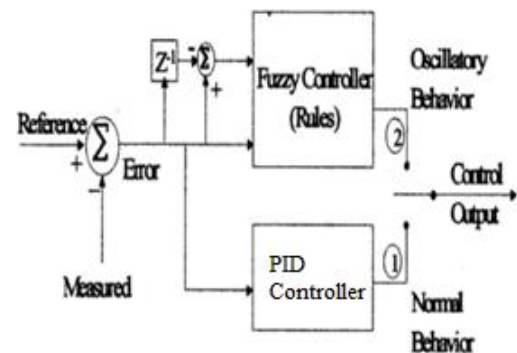 Z⁻¹
-
Σ
+
Fuzzy Controller
(Rules)
Oscillatory
Behavior
2
Reference
+
Σ
-
Error
Control
Output
Measured
PID
Controller
1
Normal
Behavior